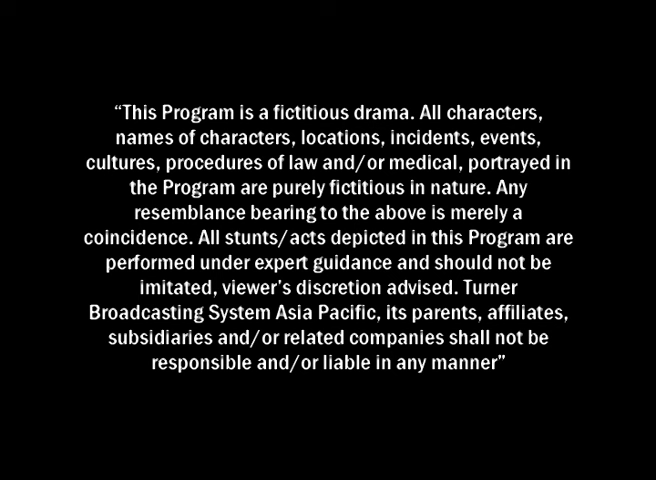 “This Program is a fictitious drama. All characters,
names of characters, locations, incidents, events,
cultures, procedures of law and/or medical, portrayed in
the Program are purely fictitious in nature. Any
resemblance bearing to the above is merely a
coincidence. All stunts/acts depicted in this Program are
performed under expert guidance and should not be
imitated, viewer’s discretion advised. Turner
Broadcasting System Asia Pacific, its parents, affiliates,
subsidiaries and/or related companies shall not be
responsible and/or liable in any manner”